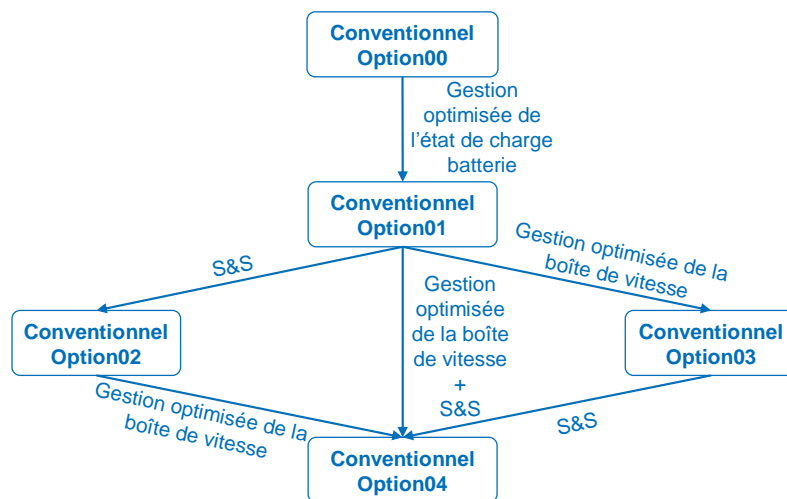 Conventionnel
Option00
Gestion
optimisée de
l'état de charge
batterie
Conventionnel
Option01
S&S
Gestion optimisée de la
boîte de vitesse
Gestion
optimisée
de la boîte
de vitesse
+
S&S
Conventionnel
Option02
Conventionnel
Option03
Gestion optimisée de la
boîte de vitesse
S&S
Conventionnel
Option04